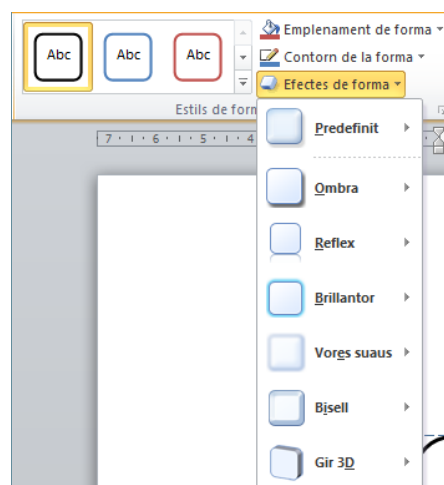 Abc Abc Abc
Emplenament de forma
Contorn de la forma
Efectes de forma
Estils de form
7 · 1 · 6 · 1 · 5 · 1 · 4
Predefinit
Ombra
Reflex
Brillantor
Vores suaus
Bisell
Gir 3D